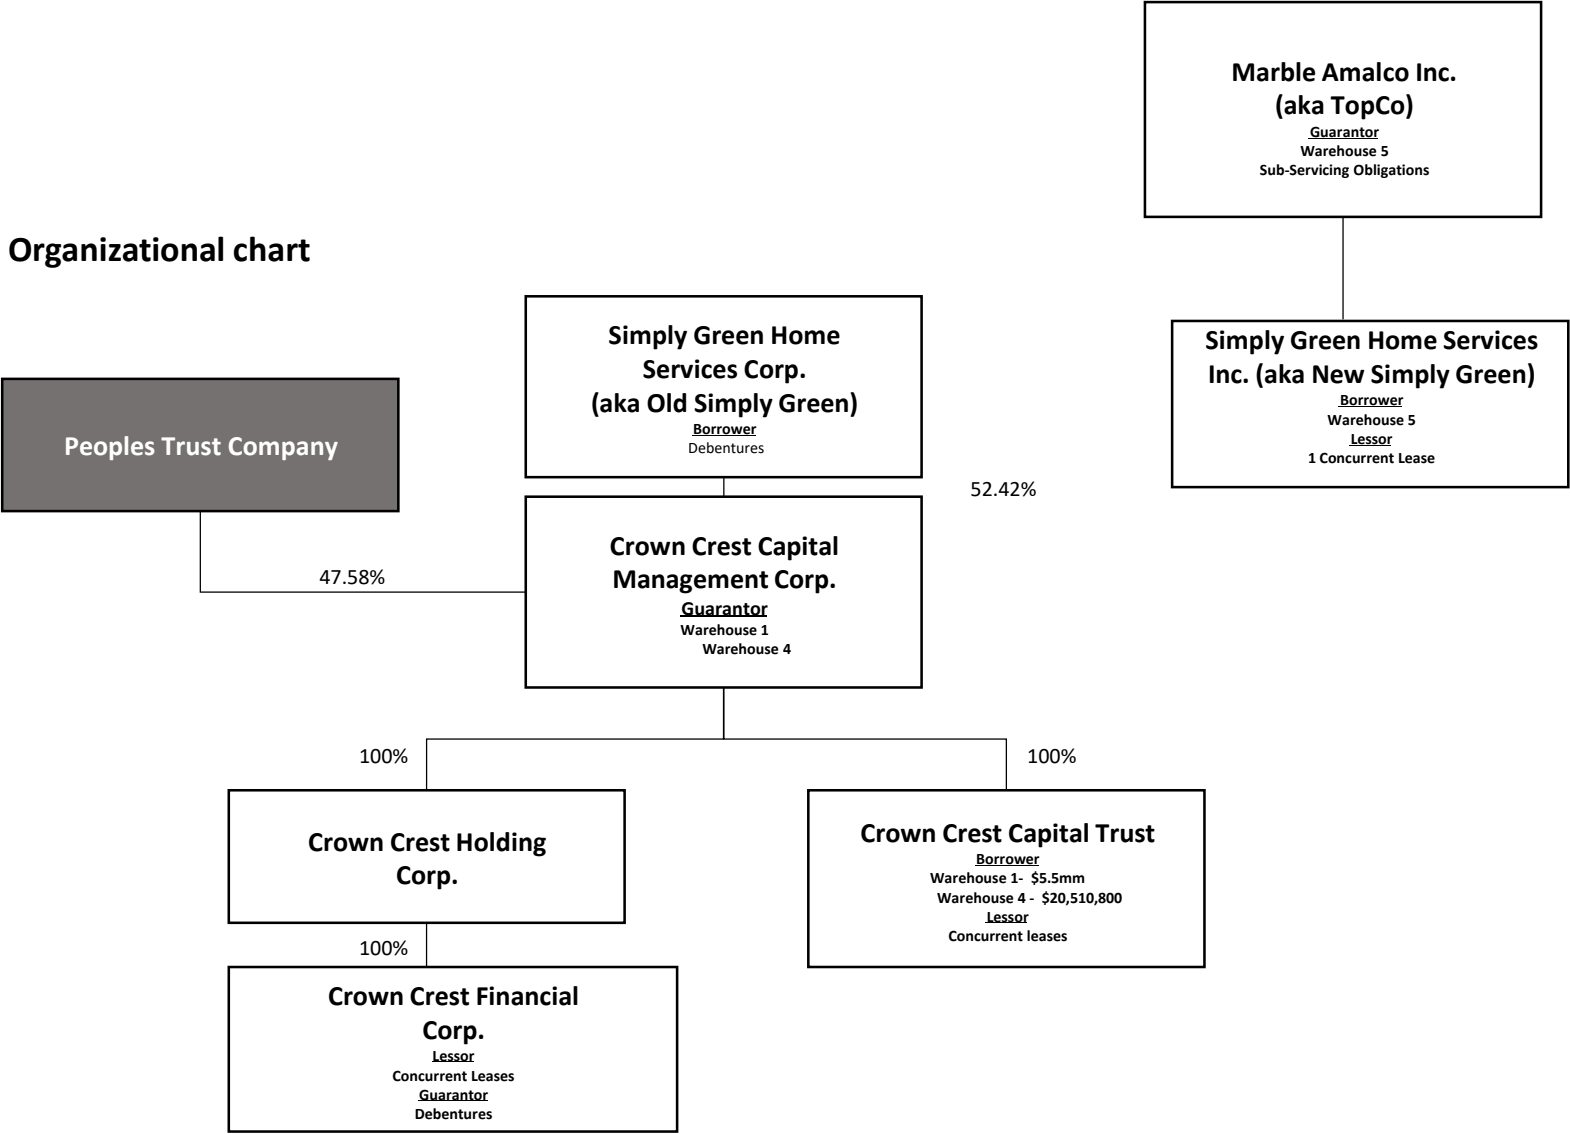 Marble Amalco Inc.
(aka TopCo)
Guarantor
Warehouse 5
Sub-Servicing Obligations
Organizational chart
Simply Green Home
Services Corp.
(aka Old Simply Green)
Borrower
Debentures
Simply Green Home Services
Inc. (aka New Simply Green)
Borrower
Warehouse 5
Lessor
1 Concurrent Lease
Peoples Trust Company
52.42%
47.58%
Crown Crest Capital
Management Corp.
Guarantor
Warehouse 1
Warehouse 4
100%
100%
Crown Crest Holding
Corp.
Crown Crest Capital Trust
Borrower
Warehouse 1- $5.5mm
Warehouse 4 - $20,510,800
Lessor
Concurrent leases
100%
Crown Crest Financial
Corp.
Lessor
Concurrent Leases
Guarantor
Debentures